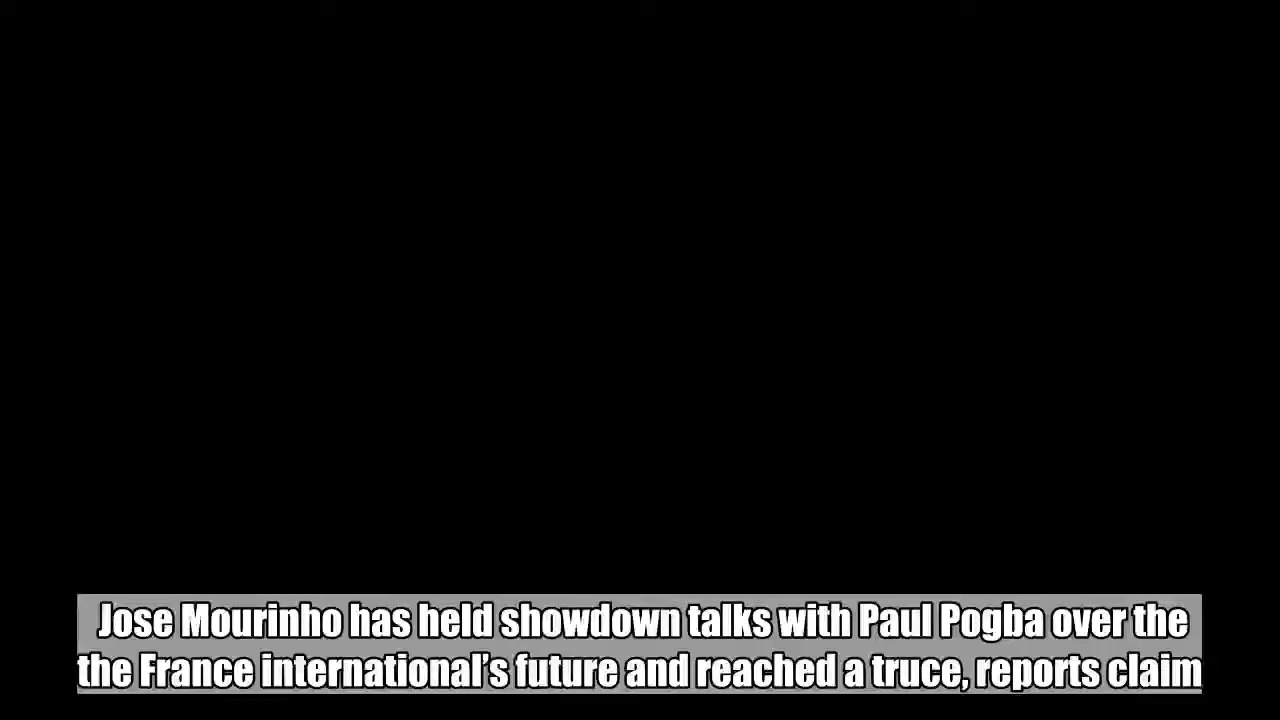 Jose Mourinho has held showdown talks with Paul Pogba over the
the France international’s future and reached a truce, reports claim